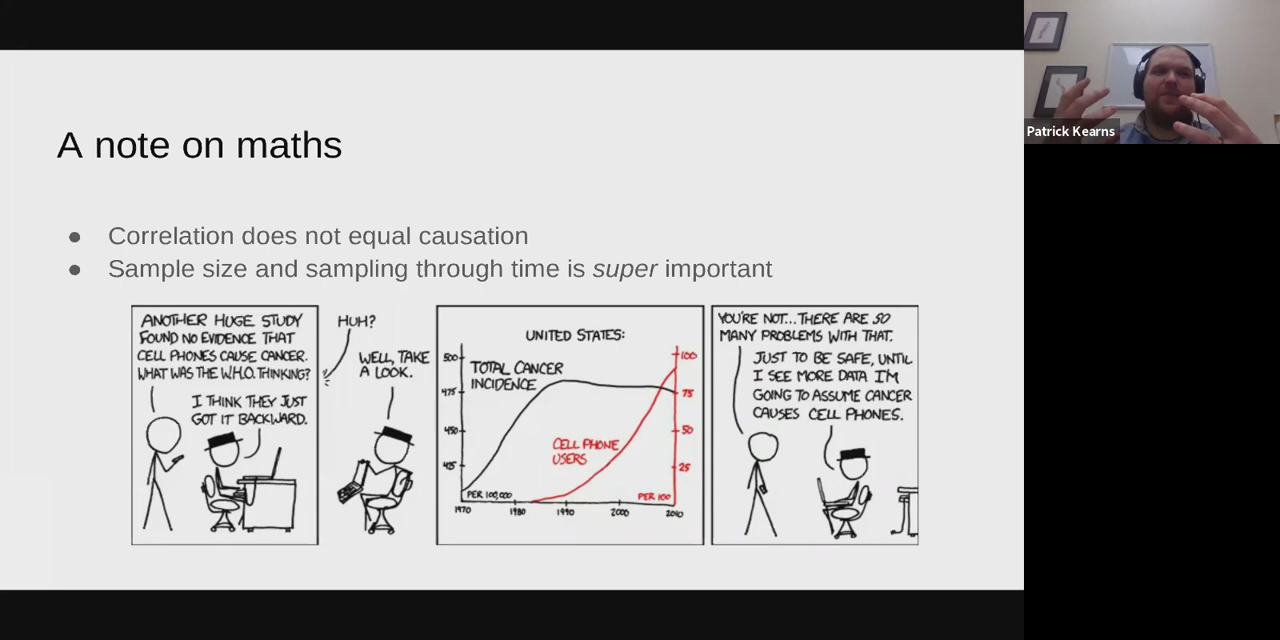 A note on maths
Patrick Kearns
● Correlation does not equal causation
● Sample size and sampling through time is super important
ANOTHER HUGE STUDY
FOUND NO EVIDENCE THAT
CELL PHONES CAUSE CANCER.
WHAT WAS THE W.H.O. THINKING?
I THINK THEY JUST
GOT IT BACKWARD.
HUH?
WELL, TAKE
A LOOK.
UNITED STATES:
TOTAL CANCER
INCIDENCE
CELL PHONE
USERS
500
475
450
425
100
75
50
25
PER 100,000
PER 100
1970 1980 1990 2000 2010
YOU'RE NOT... THERE ARE SO
MANY PROBLEMS WITH THAT.
JUST TO BE SAFE, UNTIL
I SEE MORE DATA I'M
GOING TO ASSUME CANCER
CAUSES CELL PHONES.